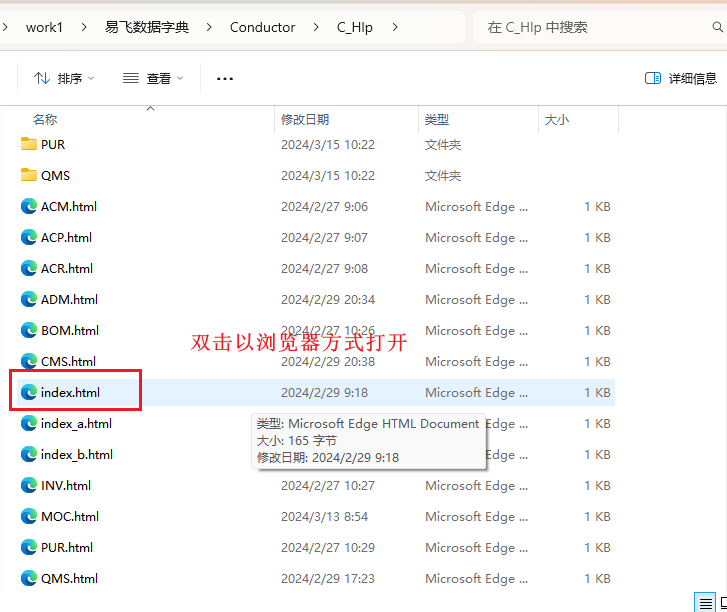 work1 > 易飞数据字典 > Conductor > C_Hlp >
在 C_Hlp 中搜索
排序 查看 ... 详细信息
名称 修改日期 类型 大小
PUR 2024/3/15 10:22 文件夹
QMS 2024/3/15 10:22 文件夹
ACM.html 2024/2/27 9:06 Microsoft Edge ... 1 KB
ACP.html 2024/2/27 9:07 Microsoft Edge ... 1 KB
ACR.html 2024/2/27 9:08 Microsoft Edge ... 1 KB
ADM.html 2024/2/29 20:34 Microsoft Edge ... 1 KB
BOM.html 2024/2/27 10:26 Microsoft Edge ... 1 KB
双击以浏览器方式打开
CMS.html 2024/2/29 20:38 Microsoft Edge ... 1 KB
index.html 2024/2/29 9:18 Microsoft Edge ... 1 KB
index_a.html Edge ... 1 KB
类型: Microsoft Edge HTML Document
大小: 165 字节
修改日期: 2024/2/29 9:18
index_b.html Edge ... 1 KB
INV.html 2024/2/27 10:27 Microsoft Edge ... 1 KB
MOC.html 2024/3/13 8:54 Microsoft Edge ... 1 KB
PUR.html 2024/2/27 10:29 Microsoft Edge ... 1 KB
QMS.html 2024/2/29 17:23 Microsoft Edge ... 1 KB